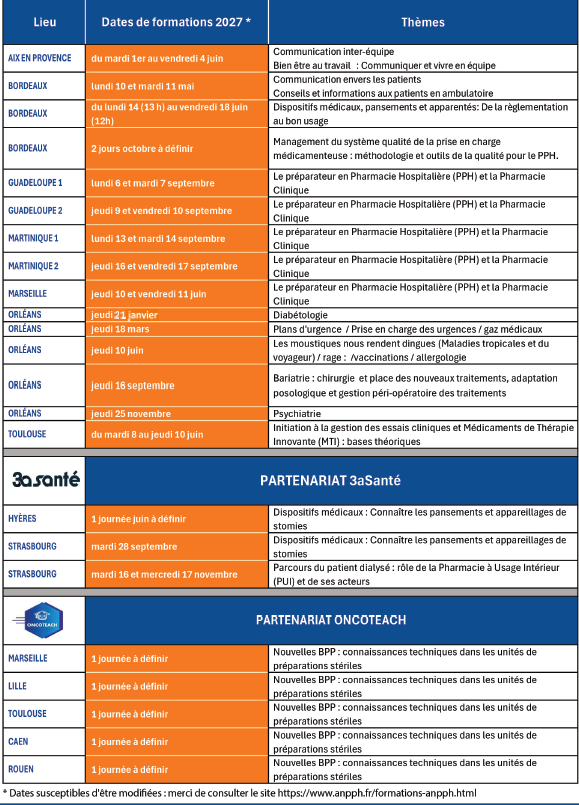 Lieu
Dates de formations 2027 *
Thèmes
AIX EN PROVENCE
du mardi 1er au vendredi 4 juin
Communication inter-équipe
Bien être au travail : Communiquer et vivre en équipe
BORDEAUX
lundi 10 et mardi 11 mai
Communication envers les patients
Conseils et informations aux patients en ambulatoire
BORDEAUX
du lundi 14 (13 h) au vendredi 18 juin
(12h)
Dispositifs médicaux, pansements et apparentés: De la règlementation
au bon usage
BORDEAUX
2 jours octobre à définir
Management du système qualité de la prise en charge
médicamenteuse : méthodologie et outils de la qualité pour le PPH.
GUADELOUPE 1
lundi 6 et mardi 7 septembre
Le préparateur en Pharmacie Hospitalière (PPH) et la Pharmacie
Clinique
GUADELOUPE 2
jeudi 9 et vendredi 10 septembre
Le préparateur en Pharmacie Hospitalière (PPH) et la Pharmacie
Clinique
MARTINIQUE 1
lundi 13 et mardi 14 septembre
Le préparateur en Pharmacie Hospitalière (PPH) et la Pharmacie
Clinique
MARTINIQUE 2
jeudi 16 et vendredi 17 septembre
Le préparateur en Pharmacie Hospitalière (PPH) et la Pharmacie
Clinique
MARSEILLE
jeudi 10 et vendredi 11 juin
Le préparateur en Pharmacie Hospitalière (PPH) et la Pharmacie
Clinique
ORLÉANS
jeudi 21 janvier
Diabétologie
ORLÉANS
jeudi 18 mars
Plans d'urgence / Prise en charge des urgences / gaz médicaux
ORLÉANS
jeudi 10 juin
Les moustiques nous rendent dingues (Maladies tropicales et du
voyageur) / rage : /vaccinations / allergologie
ORLÉANS
jeudi 16 septembre
Bariatrie : chirurgie et place des nouveaux traitements, adaptation
posologique et gestion péri-opératoire des traitements
ORLÉANS
jeudi 25 novembre
Psychiatrie
TOULOUSE
du mardi 8 au jeudi 10 juin
Initiation à la gestion des essais cliniques et Médicaments de Thérapie
Innovante (MTI) : bases théoriques
3a santé
PARTENARIAT 3aSanté
HYÈRES
1 journée juin à définir
Dispositifs médicaux : Connaître les pansements et appareillages de
stomies
STRASBOURG
mardi 28 septembre
Dispositifs médicaux : Connaître les pansements et appareillages de
stomies
STRASBOURG
mardi 16 et mercredi 17 novembre
Parcours du patient dialysé : rôle de la Pharmacie à Usage Intérieur
(PUI) et de ses acteurs
ONCOTEACH
PARTENARIAT ONCOTEACH
MARSEILLE
1 journée à définir
Nouvelles BPP : connaissances techniques dans les unités de
préparations stériles
LILLE
1 journée à définir
Nouvelles BPP : connaissances techniques dans les unités de
préparations stériles
TOULOUSE
1 journée à définir
Nouvelles BPP : connaissances techniques dans les unités de
préparations stériles
CAEN
1 journée à définir
Nouvelles BPP : connaissances techniques dans les unités de
préparations stériles
ROUEN
1 journée à définir
Nouvelles BPP : connaissances techniques dans les unités de
préparations stériles
* Dates susceptibles d'être modifiées : merci de consulter le site https://www.anpph.fr/formations-anpph.html